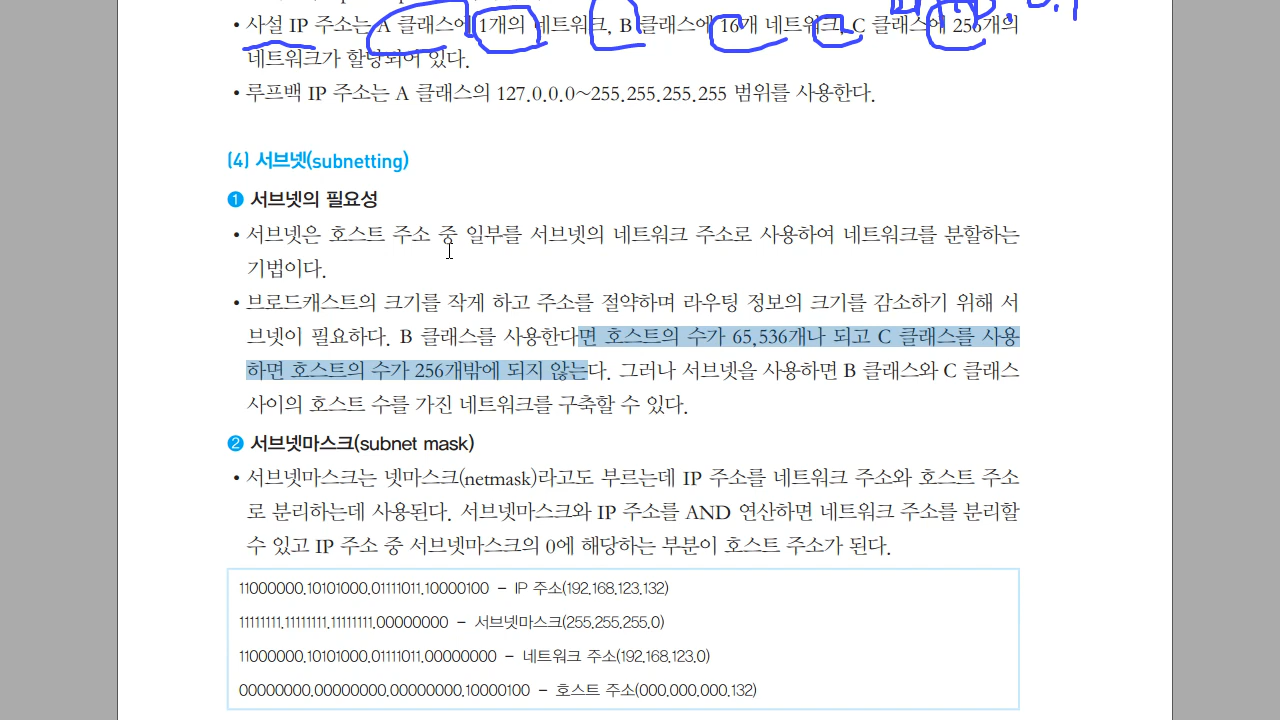 • 사설 IP 주소는 A 클래스에 1개의 네트워크, B 클래스에 16개 네트워크, C 클래스에 256개의
네트워크가 할당되어 있다.
• 루프백 IP 주소는 A 클래스의 127.0.0.0~255.255.255.255 범위를 사용한다.
(4) 서브넷(subnetting)
❶ 서브넷의 필요성
• 서브넷은 호스트 주소 중 일부를 서브넷의 네트워크 주소로 사용하여 네트워크를 분할하는
기법이다.
• 브로드캐스트의 크기를 작게 하고 주소를 절약하며 라우팅 정보의 크기를 감소하기 위해 서
브넷이 필요하다. B 클래스를 사용한다면 호스트의 수가 65,536개나 되고 C 클래스를 사용
하면 호스트의 수가 256개밖에 되지 않는다. 그러나 서브넷을 사용하면 B 클래스와 C 클래스
사이의 호스트 수를 가진 네트워크를 구축할 수 있다.
❷ 서브넷마스크(subnet mask)
• 서브넷마스크는 넷마스크(netmask)라고도 부르는데 IP 주소를 네트워크 주소와 호스트 주소
로 분리하는데 사용된다. 서브넷마스크와 IP 주소를 AND 연산하면 네트워크 주소를 분리할
수 있고 IP 주소 중 서브넷마스크의 0에 해당하는 부분이 호스트 주소가 된다.
11000000.10101000.01111011.10000100 - IP 주소(192.168.123.132)
11111111.11111111.11111111.00000000 - 서브넷마스크(255.255.255.0)
11000000.10101000.01111011.00000000 - 네트워크 주소(192.168.123.0)
00000000.00000000.00000000.10000100 - 호스트 주소(000.000.000.132)